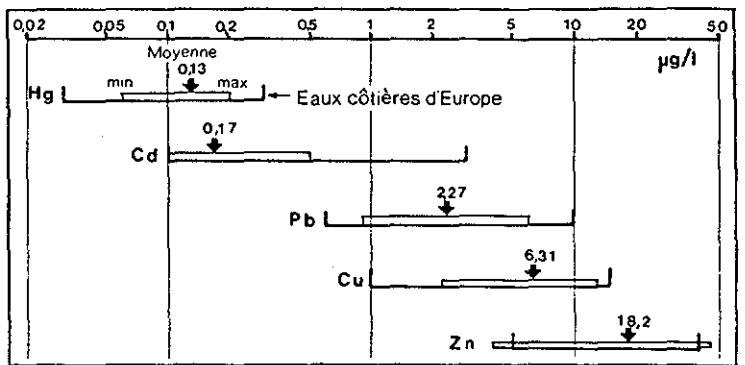 0,02 0,05 0,1 0,2 0,5 1 2 5 10 20 50
µg/l
Moyenne
0,13
min max
Hg Eaux côtières d'Europe
0,17
Cd
2,27
Pb
6,31
Cu
18,2
Zn